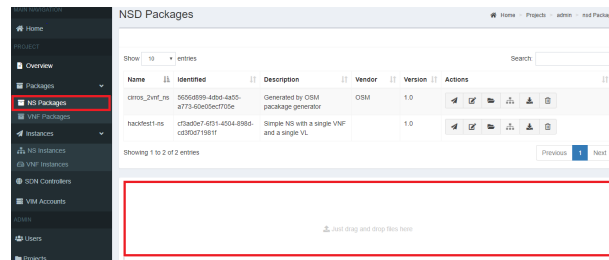 MAIN NAVIGATION
NSD Packages
Home
Projects
admin
nsd Packages
Home
PROJECT
Overview
Packages
NS Packages
VNF Packages
Instances
NS Instances
VNF Instances
SDN Controllers
VIM Accounts
ADMIN
Users
Projects
Show 10 entries
Search:
Name Identified Description Vendor Version Actions
cirros_2vnf_ns 5656d899-4dbd-4a55- Generated by OSM OSM 1.0
a773-60e05ecf705e pacakage generator
hackfest1-ns cf3ad0e7-6f31-4504-898d- Simple NS with a single VNF 1.0
cd3f0d71981f and a single VL
Showing 1 to 2 of 2 entries
Previous 1 Next
Just drag and drop files here